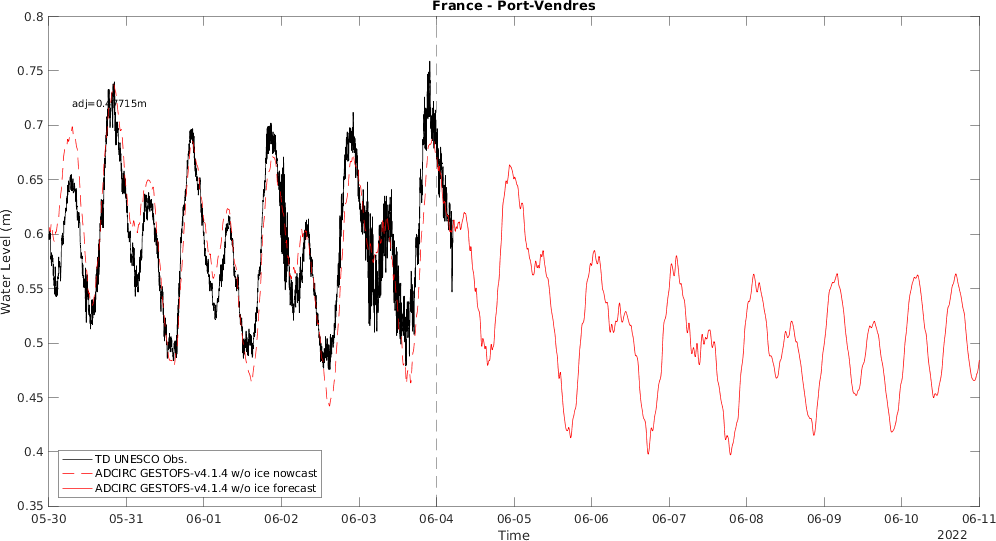 France - Port-Vendres
0.8
0.75
0.7
0.65
0.6
0.55
0.5
0.45
0.4
0.35
Water Level (m)
TD UNESCO Obs.
ADCIRC GESTOFS-v4.1.4 w/o ice nowcast
ADCIRC GESTOFS-v4.1.4 w/o ice forecast
05-30 05-31 06-01 06-02 06-03 06-04 06-05 06-06 06-07 06-08 06-09 06-10 06-11
Time
2022